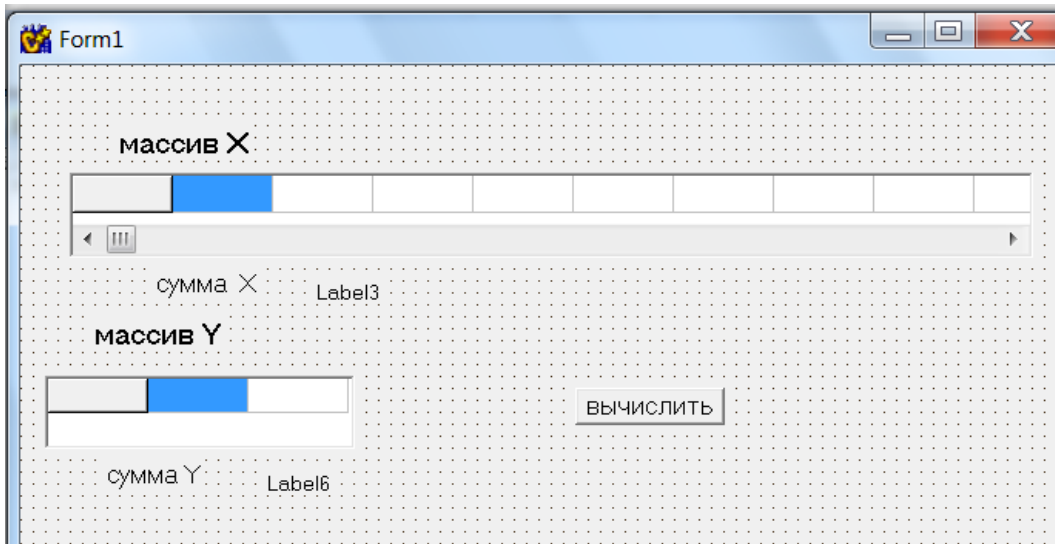 Form1
массив X
сумма X Label3
массив Y
вычислить
сумма Y Label6